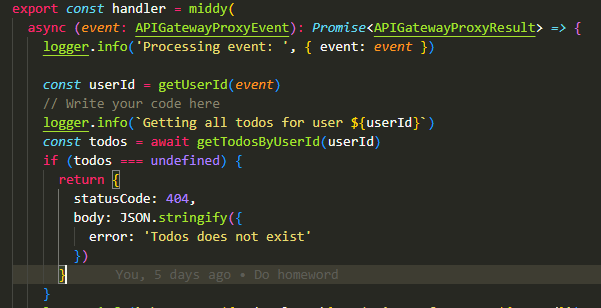 export const handler = middy(
async (event: APIGatewayProxyEvent): Promise<APIGatewayProxyResult> => {
logger.info('Processing event: ', { event: event })
const userId = getUserId(event)
// Write your code here
logger.info(`Getting all todos for user ${userId}`)
const todos = await getTodosByUserId(userId)
if (todos === undefined) {
return {
statusCode: 404,
body: JSON.stringify({
error: 'Todos does not exist'
})
} You, 5 days ago • Do homeword
}